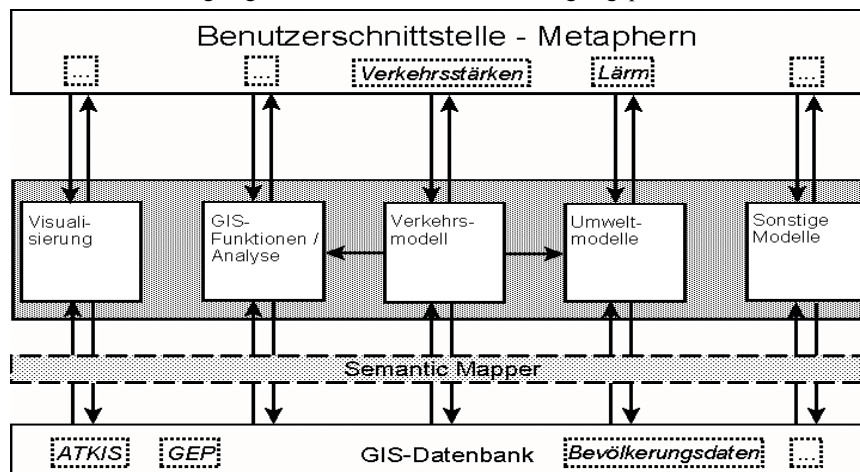 Benutzerschnittstelle - Metaphern
... ... Verkehrsstärken Lärm ...
Visuali-
sierung
GIS-
Funktionen /
Analyse
Verkehrs-
modell
Umwelt-
modelle
Sonstige
Modelle
Semantic Mapper
ATKIS GEP GIS-Datenbank Bevölkerungsdaten ...